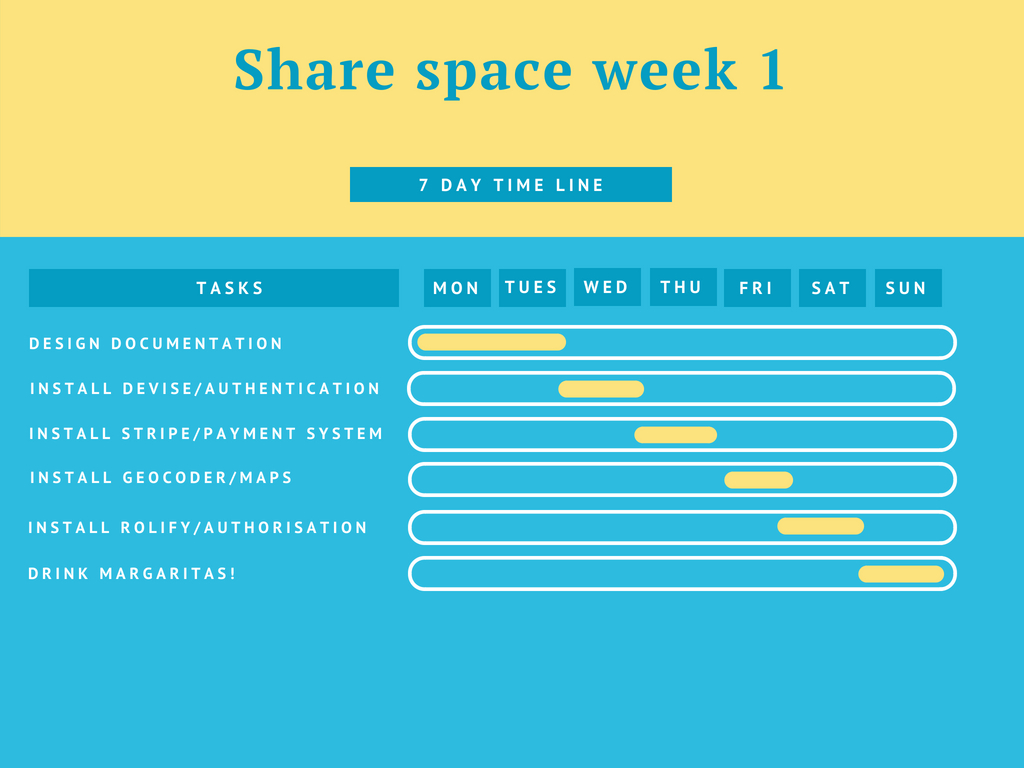 Share space week 1
7 DAY TIME LINE
TASKS MON TUES WED THU FRI SAT SUN
DESIGN DOCUMENTATION
INSTALL DEVISE/AUTHENTICATION
INSTALL STRIPE/PAYMENT SYSTEM
INSTALL GEOCODER/MAPS
INSTALL ROLIFY/AUTHORISATION
DRINK MARGARITAS!